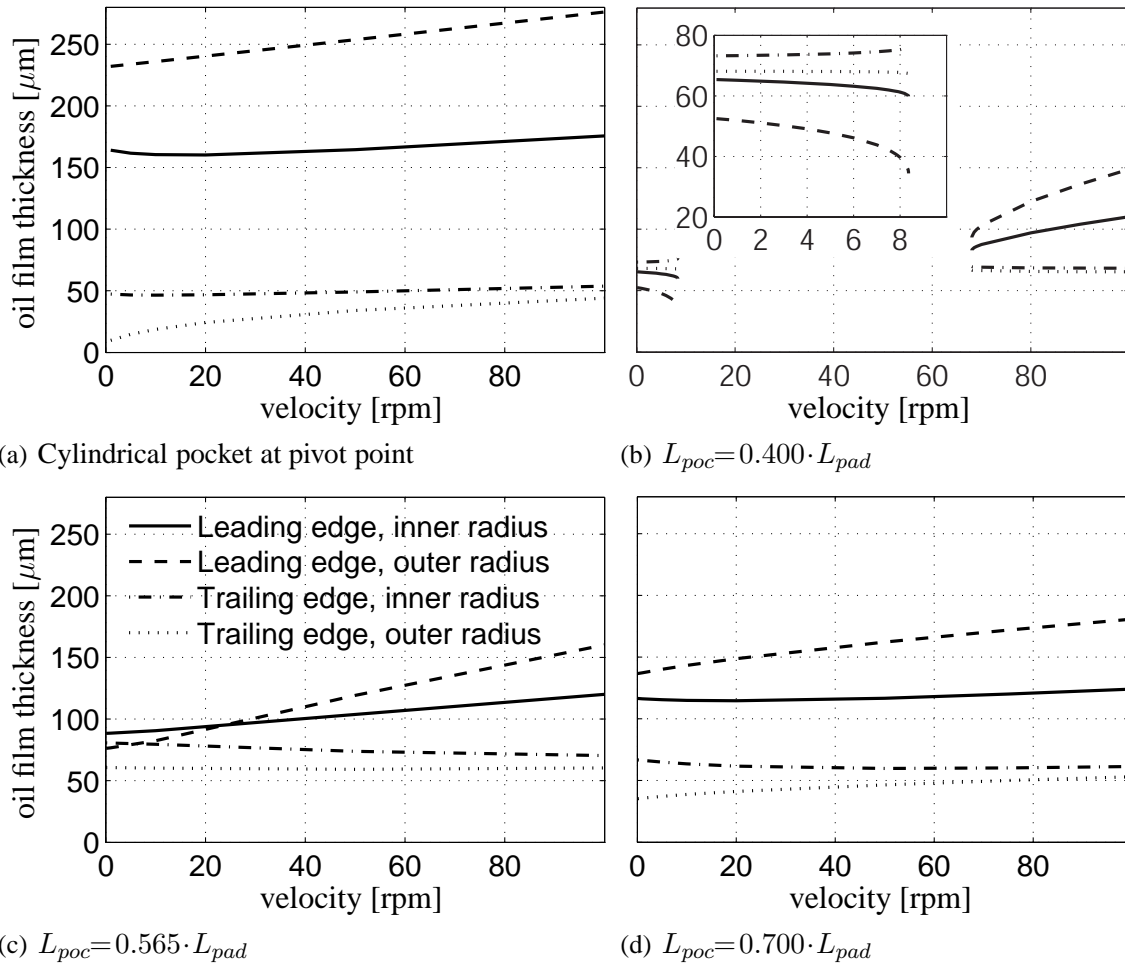 250
200
150
100
50
0
oil film thickness [μm]
0 20 40 60 80
velocity [rpm]
(a) Cylindrical pocket at pivot point
80
60
40
20
0 2 4 6 8
0 20 40 60 80
velocity [rpm]
(b) L_poc=0.400·L_pad
250
200
150
100
50
0
oil film thickness [μm]
Leading edge, inner radius
Leading edge, outer radius
Trailing edge, inner radius
Trailing edge, outer radius
0 20 40 60 80
velocity [rpm]
(c) L_poc=0.565·L_pad
0 20 40 60 80
velocity [rpm]
(d) L_poc=0.700·L_pad